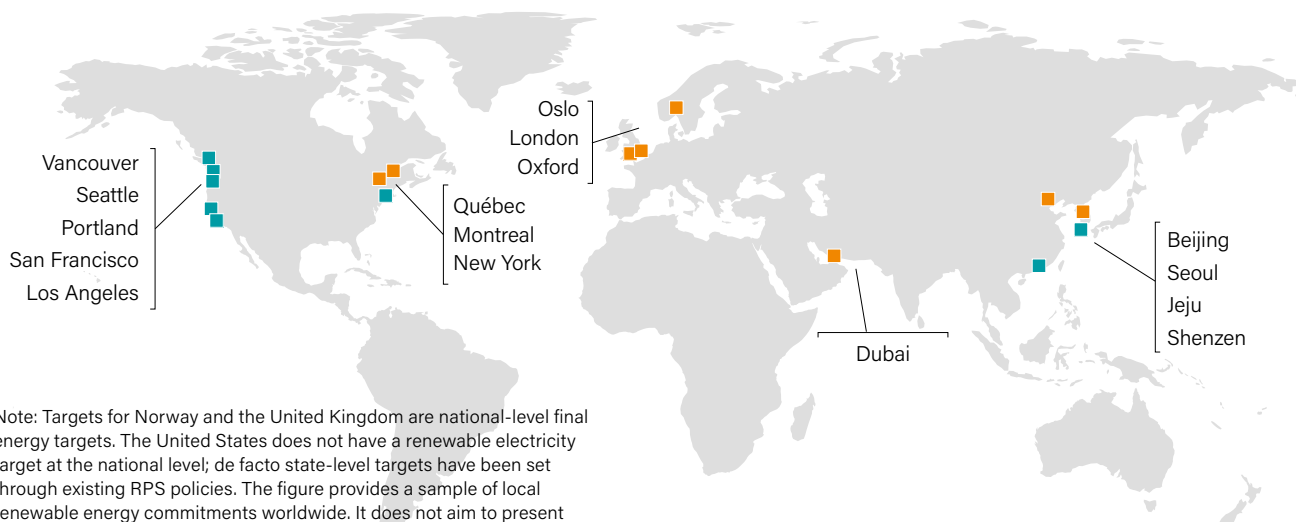 Vancouver
Seattle
Portland
San Francisco
Los Angeles
Québec
Montreal
New York
Oslo
London
Oxford
Dubai
Beijing
Seoul
Jeju
Shenzen
Note: Targets for Norway and the United Kingdom are national-level final
energy targets. The United States does not have a renewable electricity
target at the national level; de facto state-level targets have been set
through existing RPS policies. The figure provides a sample of local
renewable energy commitments worldwide. It does not aim to present